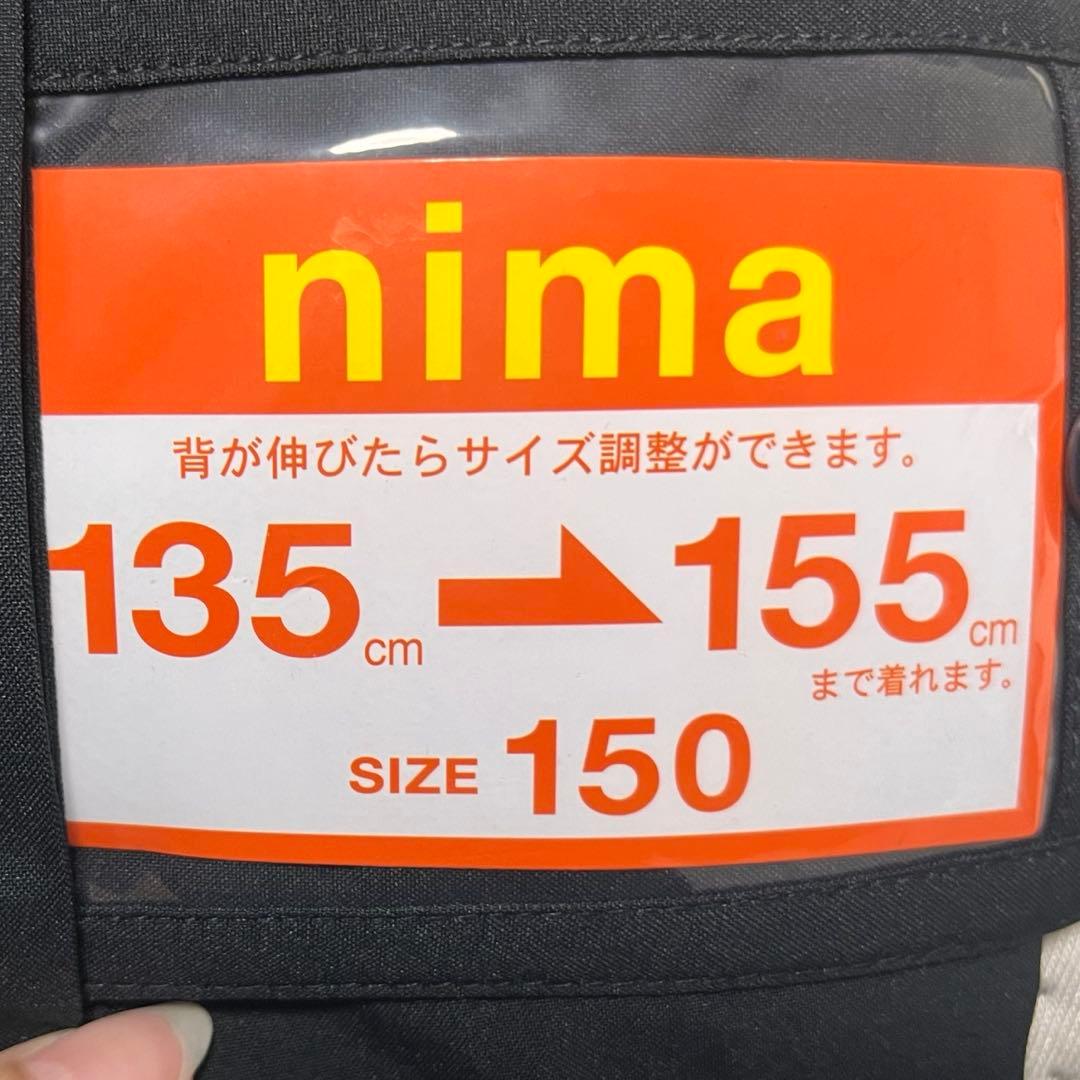 nima
背が伸びたらサイズ調整ができます。
135cm → 155cm
まで着れます。
SIZE 150